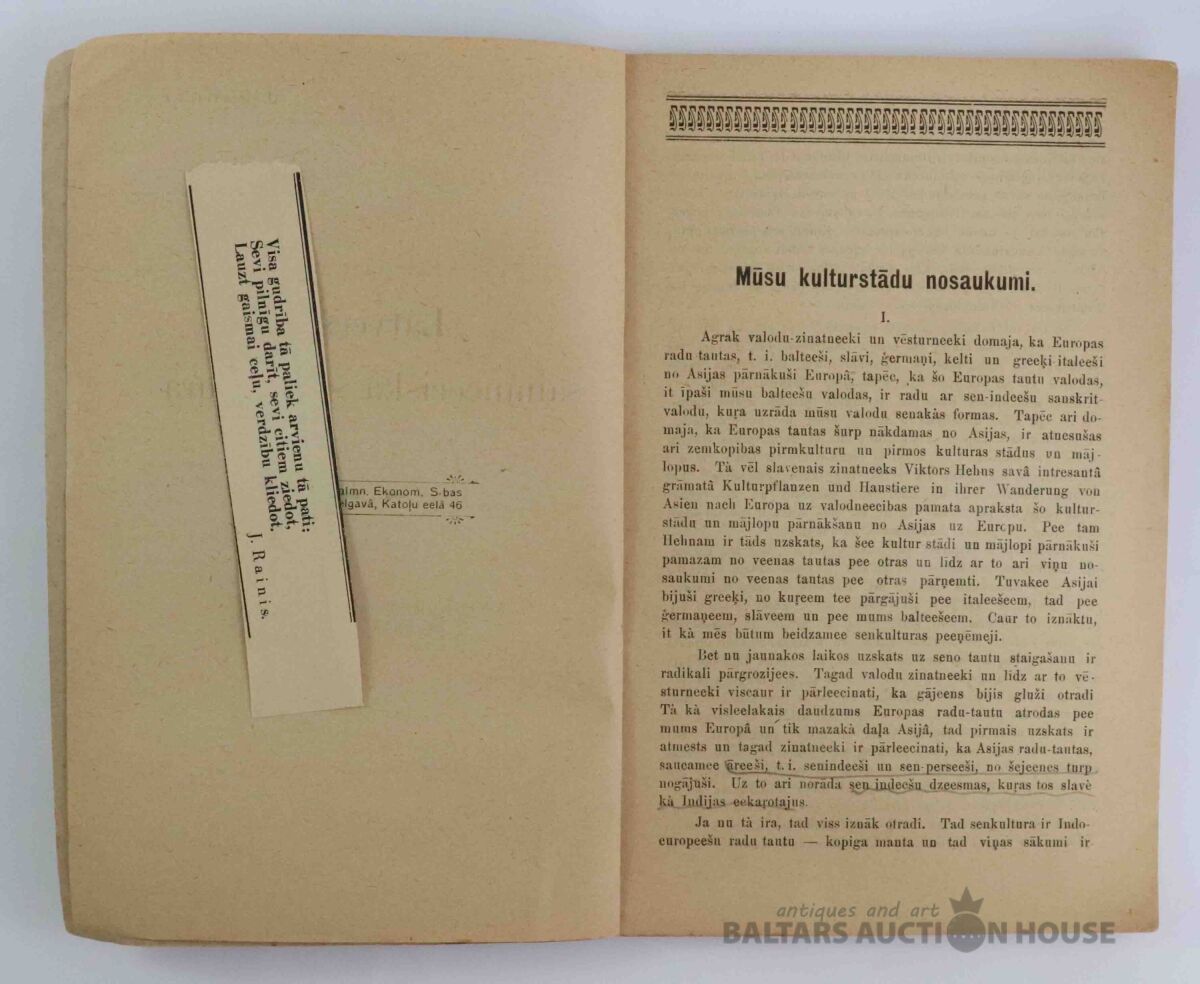 Visa gudrība tā paliek arvienu tā pati:
Sevi pilnīgu darīt, sevi citiem ziedot,
Lauzt gaismai ceļu, verdzību kliedot.
J. Rainis.
almn. Ekonom. S-bas
elgavā, Katoļu eelā 46
Mūsu kulturstādu nosaukumi.
I.
Agrak valodu-zinatneeki un vēsturneeki domaja, ka Europas
radu tautas, t. i. balteeši, slāvi, ģermaņi, kelti un greeķi-italeeši
no Asijas pārnākuši Europâ, tapēc, ka šo Europas tautu valodas,
it īpaši mūsu balteešu valodas, ir radu ar sen-indeešu sanskrit-
valodu, kuŗa uzrāda mūsu valodu senakās formas. Tapēc ari do-
maja, ka Europas tautas šurp nākdamas no Asijas, ir atnesušas
ari zemkopibas pirmkulturu un pirmos kulturas stādus un māj-
lopus. Tā vēl slavenais zinatneeks Viktors Hehns savâ intresantâ
grāmatâ Kulturpflanzen und Haustiere in ihrer Wanderung von
Asien nach Europa uz valodneecibas pamata apraksta šo kultur-
stādu un mājlopu pārnākšanu no Asijas uz Europu. Pee tam
Hehnam ir tāds uzskats, ka šee kultur stādi un mājlopi pārnākuši
pamazam no veenas tautas pee otras un līdz ar to ari viņu no-
saukumi no veenas tautas pee otras pārņemti. Tuvakee Asijai
bijuši greeķi, no kuŗeem tee pārgājuši pee italeešeem, tad pee
ģermaņeem, slāveem un pee mums balteešeem. Caur to iznāktu,
it kā mēs būtum beidzamee senkulturas peeņēmeji.
Bet nu jaunakos laikos uzskats uz seno tautu staigašanu ir
radikali pārgrozijees. Tagad valodu zinatneeki un līdz ar to vē-
sturneeki viscaur ir pārleecinati, ka gājeens bijis gluži otradi
Tā kā visleelakais daudzums Europas radu-tautu atrodas pee
mums Europâ un tik mazakā daļa Asijâ, tad pirmais uzskats ir
atmests un tagad zinatneeki ir pārleecinati, ka Asijas radu-tautas,
saucamee āreeši, t. i. senindeeši un sen-perseeši, no šejeenes turp
nogājuši. Uz to ari norāda sen indeešu dzeesmas, kuŗas tos slavē
kā Indijas eekaŗotajus.
Ja nu tā ira, tad viss iznāk otradi. Tad senkultura ir Indo-
europeešu radu tautu — kopiga manta un tad viņas sākumi ir
antiques and art
BALTARS AUCTION HOUSE